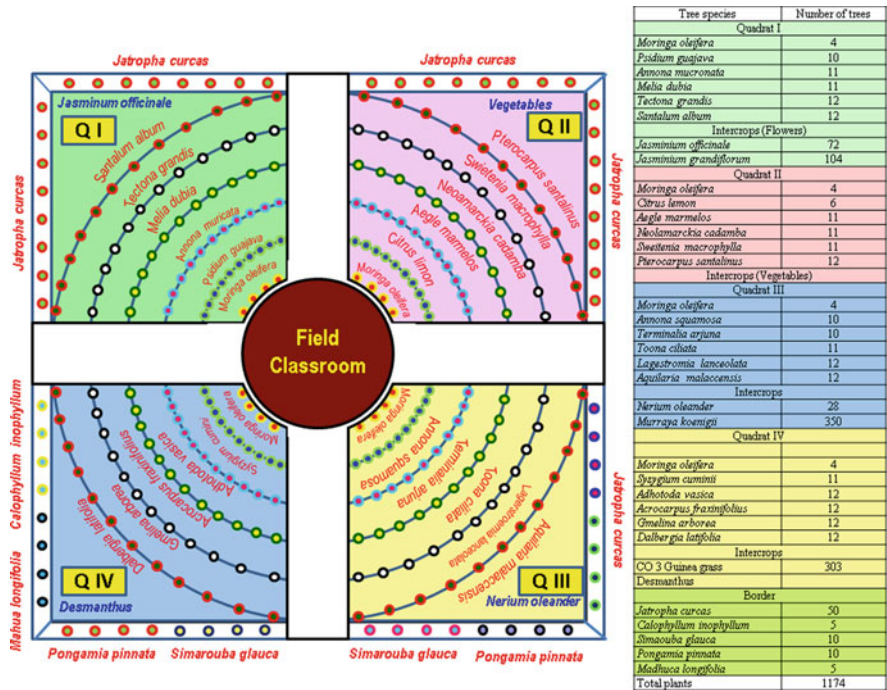 Jatropha curcas
Jatropha curcas
Jatropha curcas
Jatropha curcas
Jasminum officinale
Q I
Santalum album
Tectona grandis
Melia dubia
Annona muricata
Psidium guajava
Moringa oleifera
Vegetables
Q II
Pterocarpus santalinus
Swietenia macrophylla
Neoamarckia cadamba
Aegle marmelos
Citrus limon
Moringa oleifera
Field
Classroom
Calophyllum inophyllum
Mahua longifolia
Moringa oleifera
syzygium cuminii
Adhotoda vasica
Acrocarpus fraxinifolius
Gmelina arborea
Dalbergia latifolia
Q IV
Desmanthus
Moringa oleifera
Annona squamosa
Terminalia arjuna
Toona ciliata
Lagerstroemia lanceolata
Aquilaria malaccensis
Q III
Nerium oleander
Jatropha curcas
Pongamia pinnata
Simarouba glauca
Simarouba glauca
Pongamia pinnata
Tree species Number of trees
Quadrat I
Moringa oleifera 4
Psidium guajava 10
Annona mucronata 11
Melia dubia 11
Tectona grandis 12
Santalum album 12
Intercrops (Flowers)
Jasminium officinale 72
Jasminium grandiflorum 104
Quadrat II
Moringa oleifera 4
Citrus lemon 6
Aegle marmelos 11
Neolamarckia cadamba 11
Sweitenia macrophylla 11
Pterocarpus santalinus 12
Intercrops (Vegetables)
Quadrat III
Moringa oleifera 4
Annona squamosa 10
Terminalia arjuna 10
Toona ciliata 11
Lagestromia lanceolata 12
Aquilaria malaccensis 12
Intercrops
Nerium oleander 28
Murraya koenigii 350
Quadrat IV
Moringa oleifera 4
Sysygium cuminii 11
Adhotoda vasica 12
Acrocarpus fraxinifolius 12
Gmelina arborea 12
Dalbergia latifolia 12
Intercrops
CO 3 Guinea grass 303
Desmanthus
Border
Jatropha curcas 50
Calophyllum inophyllum 5
Simaouba glauca 10
Pongamia pinnata 10
Madhuca longifolia 5
Total plants 1174